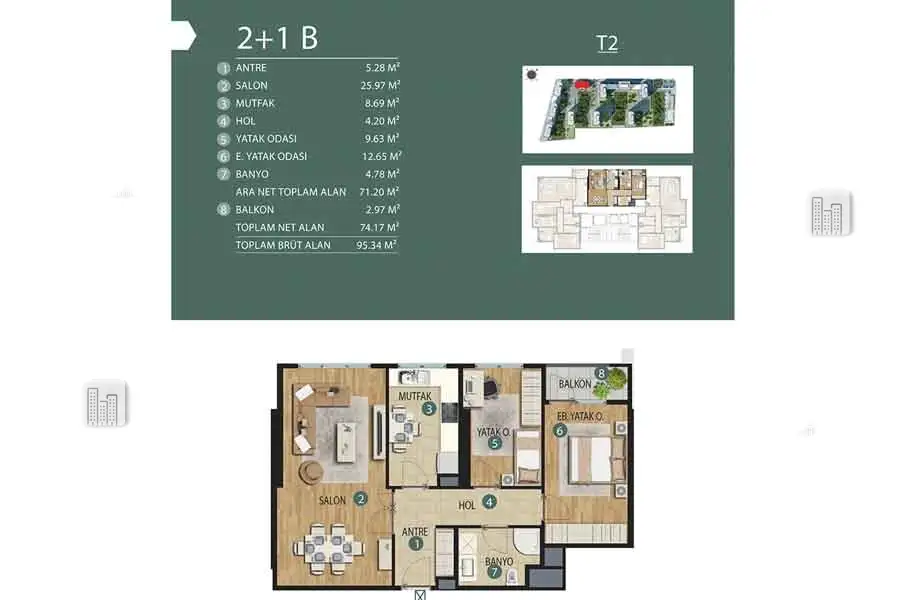 2+1 B
1 ANTRE 5.28 M²
2 SALON 25.97 M²
3 MUTFAK 8.69 M²
4 HOL 4.20 M²
5 YATAK ODASI 9.63 M²
6 E. YATAK ODASI 12.65 M²
7 BANYO 4.78 M²
ARA NET TOPLAM ALAN 71.20 M²
8 BALKON 2.97 M²
TOPLAM NET ALAN 74.17 M²
TOPLAM BRÜT ALAN 95.34 M²
T2
MUTFAK
3
BALKON
8
YATAK O.
5
EB. YATAK O.
6
SALON 2
HOL 4
ANTRE
1
BANYO
7